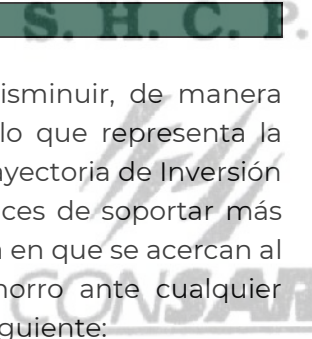 S. H. C. P.
isminuir, de manera
lo que representa la
ayectoria de Inversión
ces de soportar más
en que se acercan al
horro ante cualquier
guiente:
CONSAR